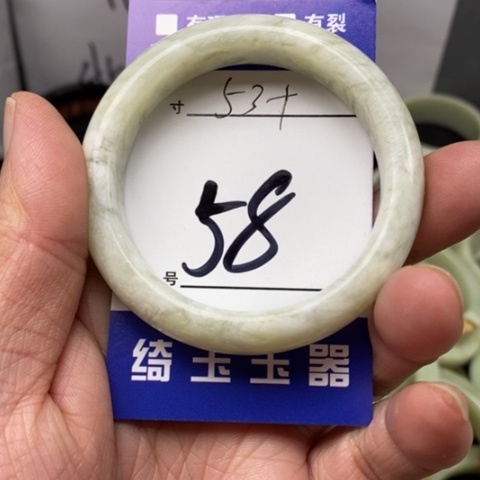 有裂
寸 53+
号 58
绮玉玉器